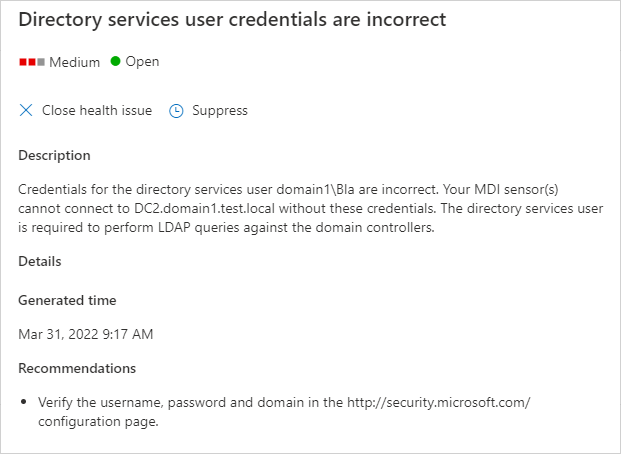 Directory services user credentials are incorrect
Medium Open
Close health issue Suppress
Description
Credentials for the directory services user domain1\Bla are incorrect. Your MDI sensor(s)
cannot connect to DC2.domain1.test.local without these credentials. The directory services user
is required to perform LDAP queries against the domain controllers.
Details
Generated time
Mar 31, 2022 9:17 AM
Recommendations
• Verify the username, password and domain in the http://security.microsoft.com/
configuration page.